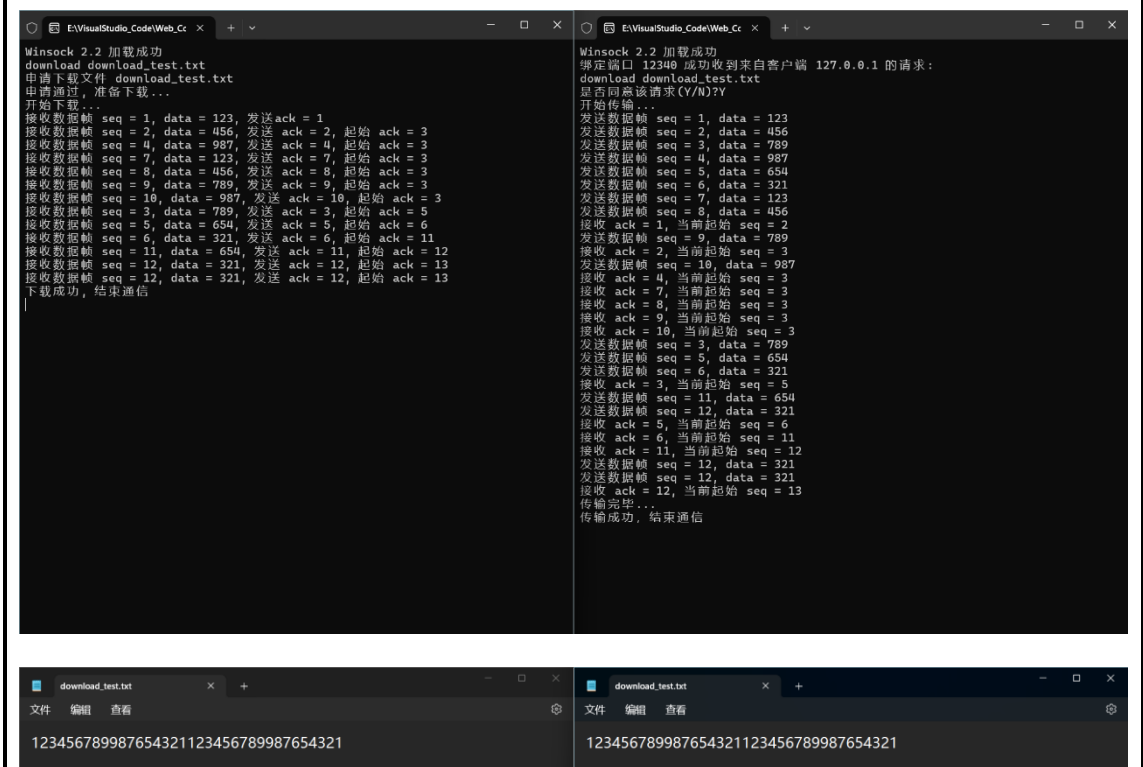 E:\VisualStudio_Code\Web_Cc
Winsock 2.2 加载成功
download download_test.txt
申请下载文件 download_test.txt
申请通过, 准备下载...
开始下载...
接收数据帧 seq = 1, data = 123, 发送ack = 1
接收数据帧 seq = 2, data = 456, 发送 ack = 2, 起始 ack = 3
接收数据帧 seq = 4, data = 987, 发送 ack = 4, 起始 ack = 3
接收数据帧 seq = 7, data = 123, 发送 ack = 7, 起始 ack = 3
接收数据帧 seq = 8, data = 456, 发送 ack = 8, 起始 ack = 3
接收数据帧 seq = 9, data = 789, 发送 ack = 9, 起始 ack = 3
接收数据帧 seq = 10, data = 987, 发送 ack = 10, 起始 ack = 3
接收数据帧 seq = 3, data = 789, 发送 ack = 3, 起始 ack = 5
接收数据帧 seq = 5, data = 654, 发送 ack = 5, 起始 ack = 6
接收数据帧 seq = 6, data = 321, 发送 ack = 6, 起始 ack = 11
接收数据帧 seq = 11, data = 654, 发送 ack = 11, 起始 ack = 12
接收数据帧 seq = 12, data = 321, 发送 ack = 12, 起始 ack = 13
接收数据帧 seq = 12, data = 321, 发送 ack = 12, 起始 ack = 13
下载成功, 结束通信
E:\VisualStudio_Code\Web_Cc
Winsock 2.2 加载成功
绑定端口 12340 成功收到来自客户端 127.0.0.1 的请求:
download download_test.txt
是否同意该请求(Y/N)?Y
开始传输...
发送数据帧 seq = 1, data = 123
发送数据帧 seq = 2, data = 456
发送数据帧 seq = 3, data = 789
发送数据帧 seq = 4, data = 987
发送数据帧 seq = 5, data = 654
发送数据帧 seq = 6, data = 321
发送数据帧 seq = 7, data = 123
发送数据帧 seq = 8, data = 456
接收 ack = 1, 当前起始 seq = 2
发送数据帧 seq = 9, data = 789
接收 ack = 2, 当前起始 seq = 3
发送数据帧 seq = 10, data = 987
接收 ack = 4, 当前起始 seq = 3
接收 ack = 7, 当前起始 seq = 3
接收 ack = 8, 当前起始 seq = 3
接收 ack = 9, 当前起始 seq = 3
接收 ack = 10, 当前起始 seq = 3
发送数据帧 seq = 3, data = 789
发送数据帧 seq = 5, data = 654
发送数据帧 seq = 6, data = 321
接收 ack = 3, 当前起始 seq = 5
发送数据帧 seq = 11, data = 654
发送数据帧 seq = 12, data = 321
接收 ack = 5, 当前起始 seq = 6
接收 ack = 6, 当前起始 seq = 11
接收 ack = 11, 当前起始 seq = 12
发送数据帧 seq = 12, data = 321
发送数据帧 seq = 12, data = 321
接收 ack = 12, 当前起始 seq = 13
传输完毕...
传输成功, 结束通信
download_test.txt
文件 编辑 查看
123456789987654321123456789987654321
download_test.txt
文件 编辑 查看
123456789987654321123456789987654321